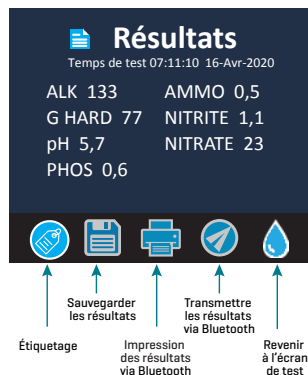 Résultats
Temps de test 07:11:10 16-Avr-2020
ALK 133 AMMO 0,5
G HARD 77 NITRITE 1,1
pH 5,7 NITRATE 23
PHOS 0,6
Étiquetage
Sauvegarder
les résultats
Impression
des résultats
via Bluetooth
Transmettre
les résultats
via Bluetooth
Revenir
à l'écran
de test